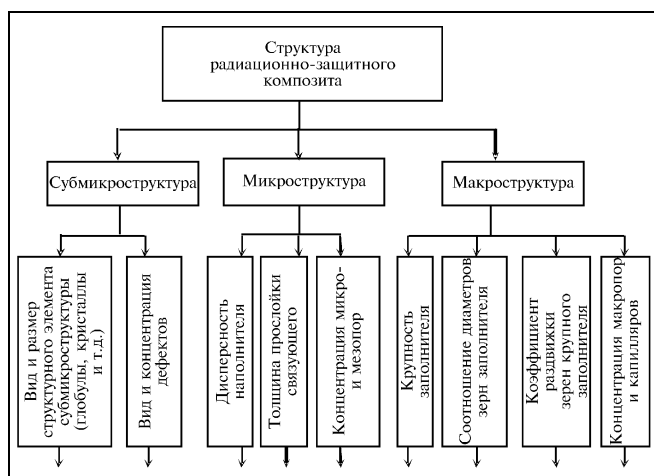 Структура
радиационно-защитного
композита
Субмикроструктура
Микроструктура
Макроструктура
Вид и размер
структурного элемента
субмикроструктуры
(глобулы, кристаллы
и т.д.)
Вид и концентрация
дефектов
Дисперсность
наполнителя
Толщина прослойки
связующего
Концентрация микро-
и мезопор
Крупность
заполнителя
Соотношение диаметров
зерн заполнителя
Коэффициент
раздвижки
зерен крупного
заполнителя
Концентрация макропор
и капилляров